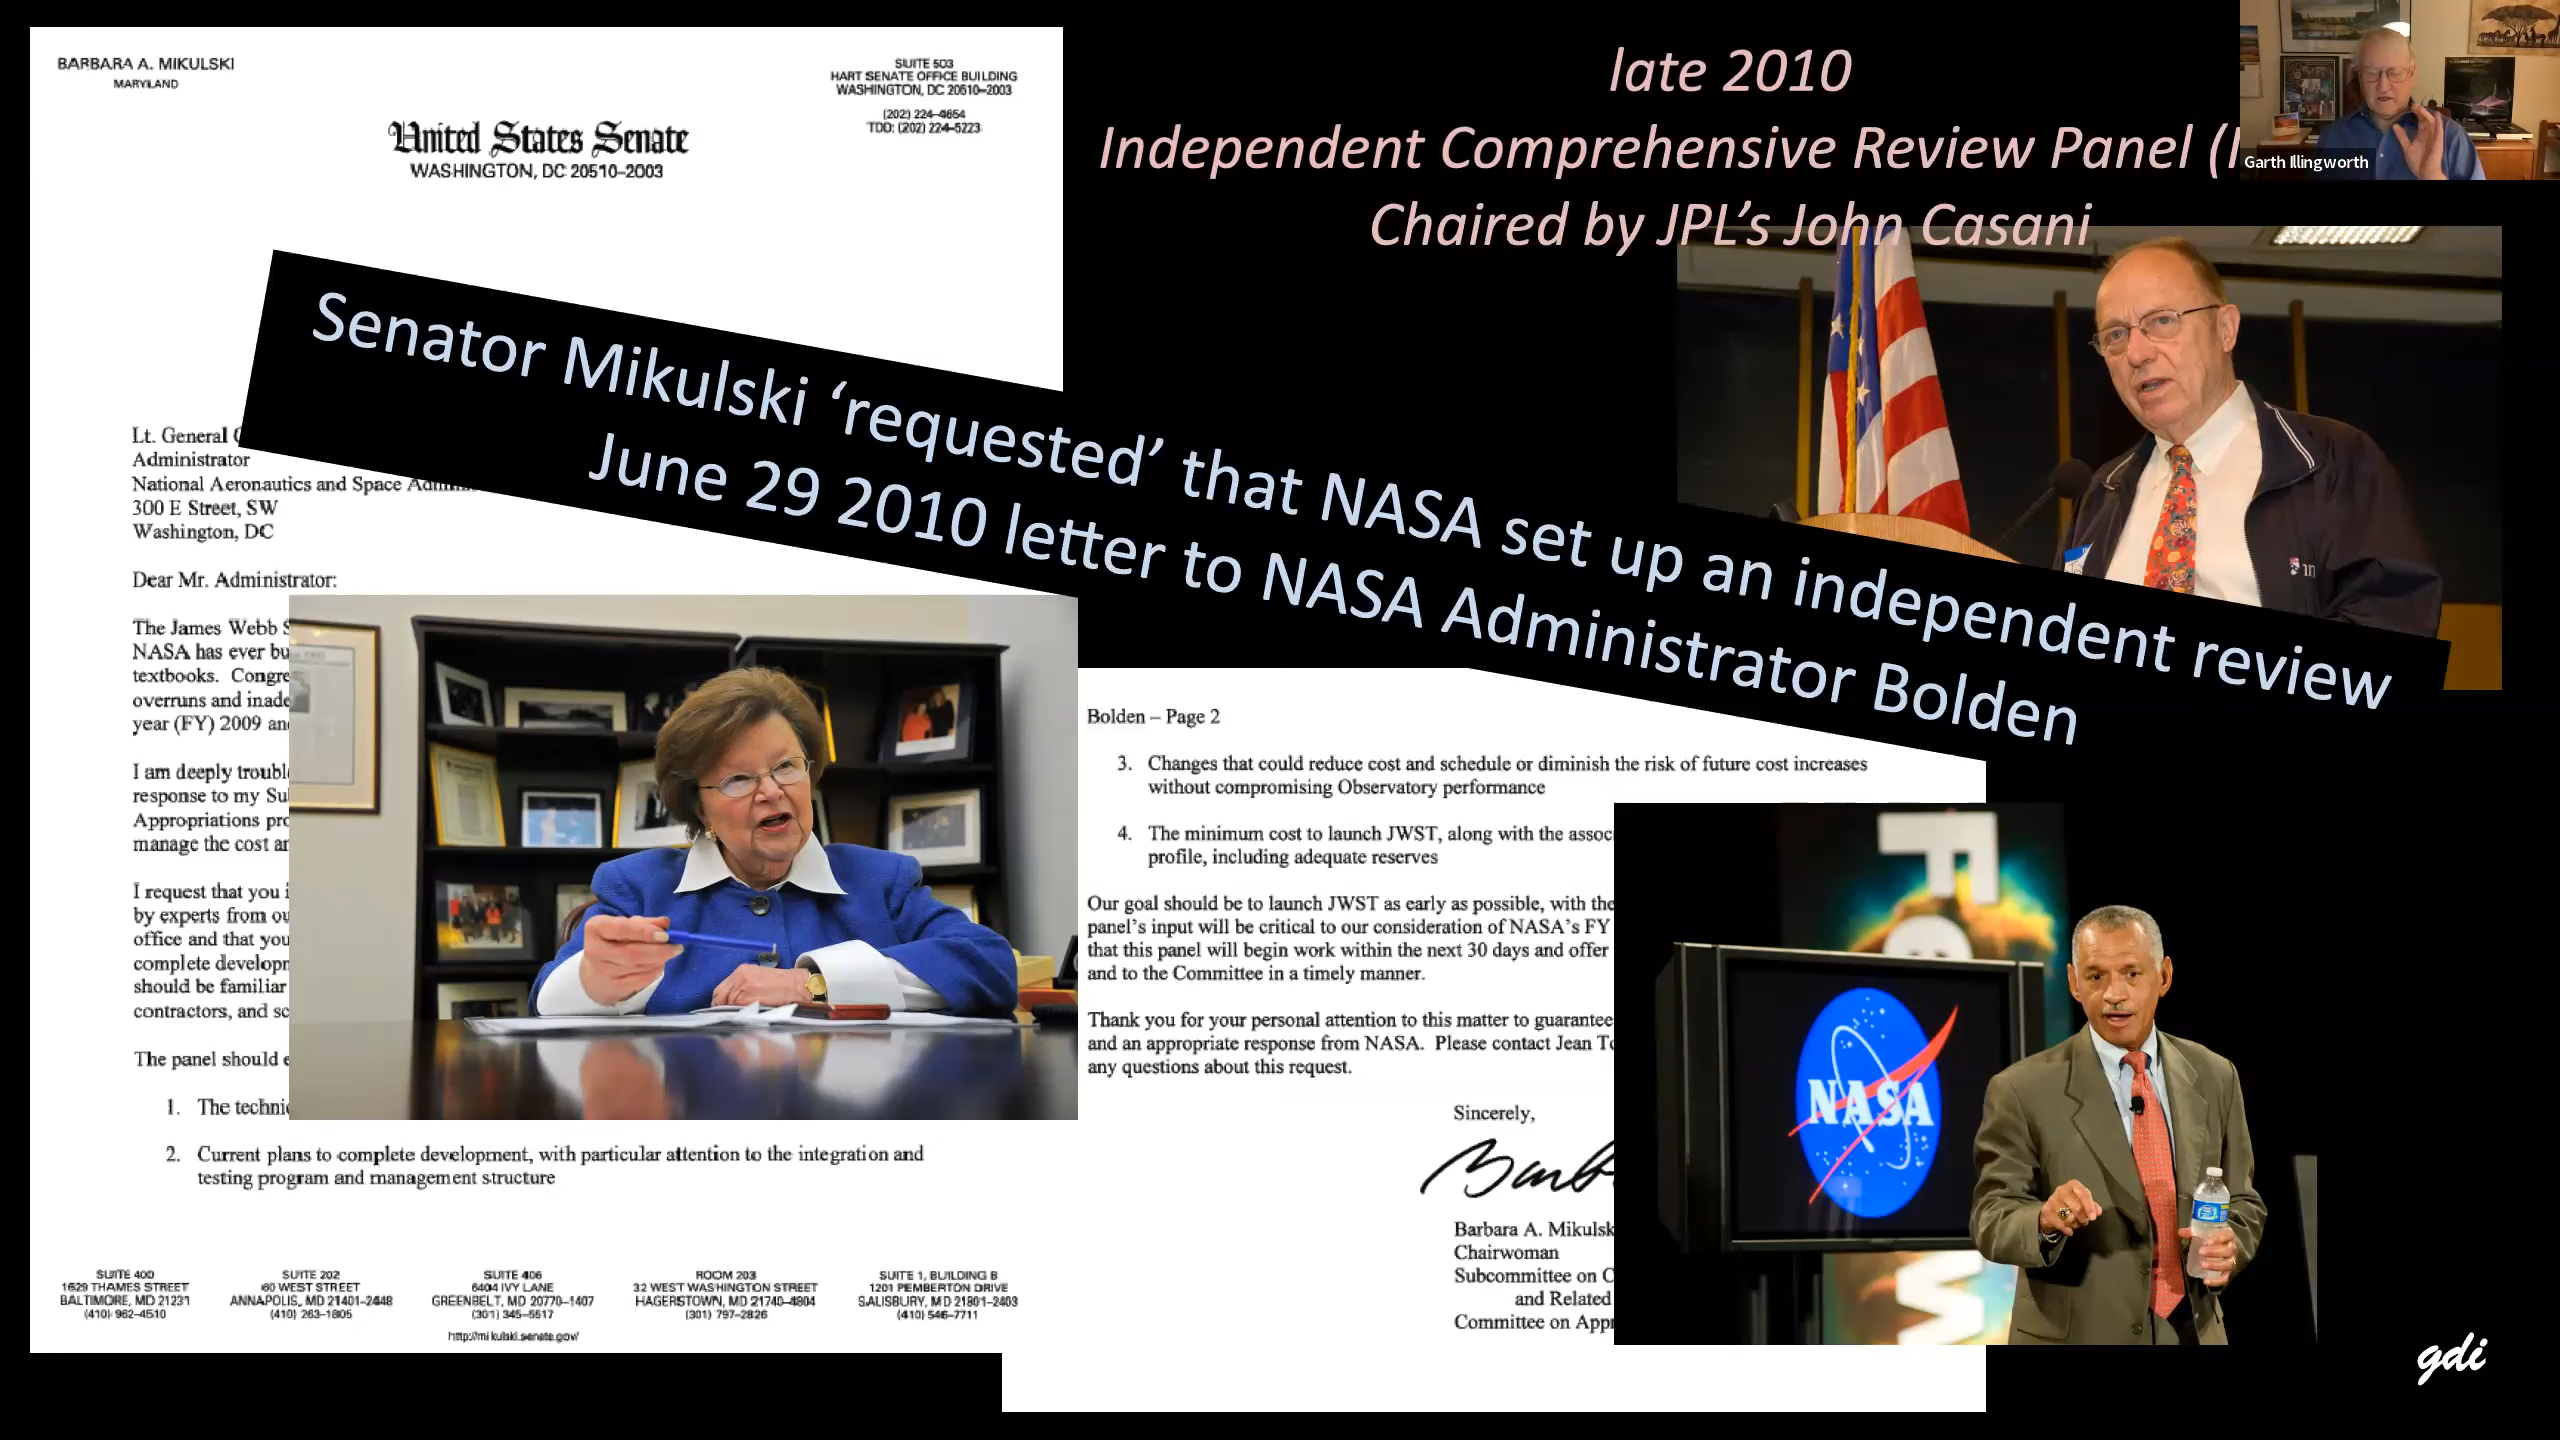 BARBARA A. MIKULSKI
MARYLAND
SUITE 503
HART SENATE OFFICE BUILDING
WASHINGTON, DC 20510–2003
(202) 224–4654
TDD: (202) 224–5223
United States Senate
WASHINGTON, DC 20510–2003
late 2010
Independent Comprehensive Review Panel (
Chaired by JPL’s John Casani
Garth Illingworth
Senator Mikulski ‘requested’ that NASA set up an independent review
June 29 2010 letter to NASA Administrator Bolden
Lt. General
Administrator
National Aeronautics and Space
300 E Street, SW
Washington, DC
Dear Mr. Administrator:
The James Webb
NASA has ever
textbooks.
overruns and
year (FY) 2009
I am deeply
response to my
Appropriations
manage the cost
I request that you
by experts from
office and that you
complete
should be familiar
contractors, and
The panel should
1. The
2. Current plans to complete development, with particular attention to the integration and
testing program and management structure
SUITE 400
1629 THAMES STREET
BALTIMORE, MD 21231
(410) 962–4510
SUITE 202
60 WEST STREET
ANNAPOLIS, MD 21401–2448
(410) 263–1805
SUITE 406
6404 IVY LANE
GREENBELT, MD 20770–1407
(301) 345–5517
ROOM 203
32 WEST WASHINGTON STREET
HAGERSTOWN, MD 21740–4804
(301) 797–2826
SUITE 1, BUILDING B
1201 PEMBERTON DRIVE
SALISBURY, MD 21801–2403
(410) 546–7711
http://mikulski.senate.gov/
Bolden – Page 2
3. Changes that could reduce cost and schedule or diminish the risk of future cost increases
without compromising Observatory performance
4. The minimum cost to launch JWST, along with the
profile, including adequate reserves
Our goal should be to launch JWST as early as possible, with the
panel’s input will be critical to our consideration of NASA’s FY
that this panel will begin work within the next 30 days and offer
and to the Committee in a timely manner.
Thank you for your personal attention to this matter to guarantee
and an appropriate response from NASA. Please contact Jean
any questions about this request.
Sincerely,
Barbara A.
Chairwoman
Subcommittee on
and Related
Committee on
NASA
gdi